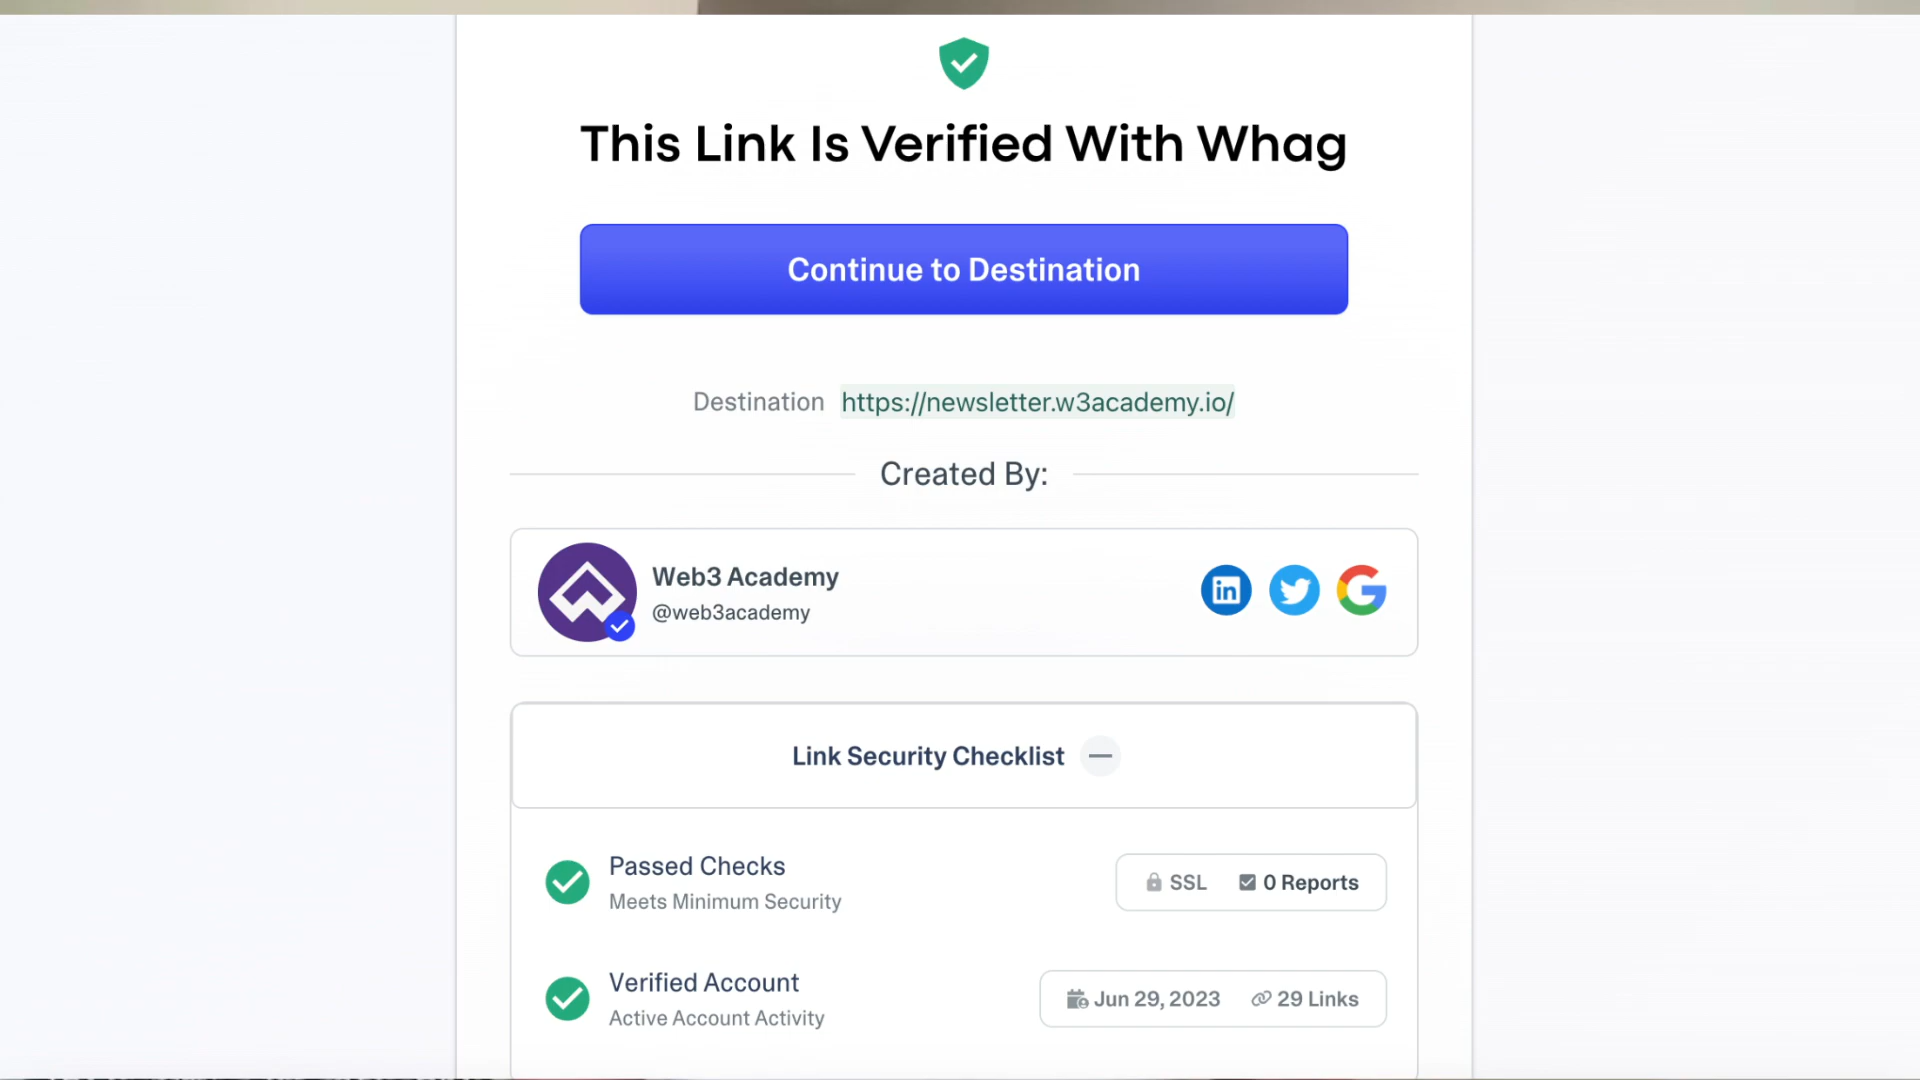 This Link Is Verified With Whag
Continue to Destination
Destination https://newsletter.w3academy.io/
Created By:
Web3 Academy
@web3academy
Link Security Checklist
Passed Checks
Meets Minimum Security
SSL 0 Reports
Verified Account
Active Account Activity
Jun 29, 2023 29 Links